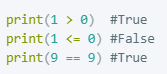 print(1 > 0)  #True
print(1 <= 0) #False
print(9 == 9) #True